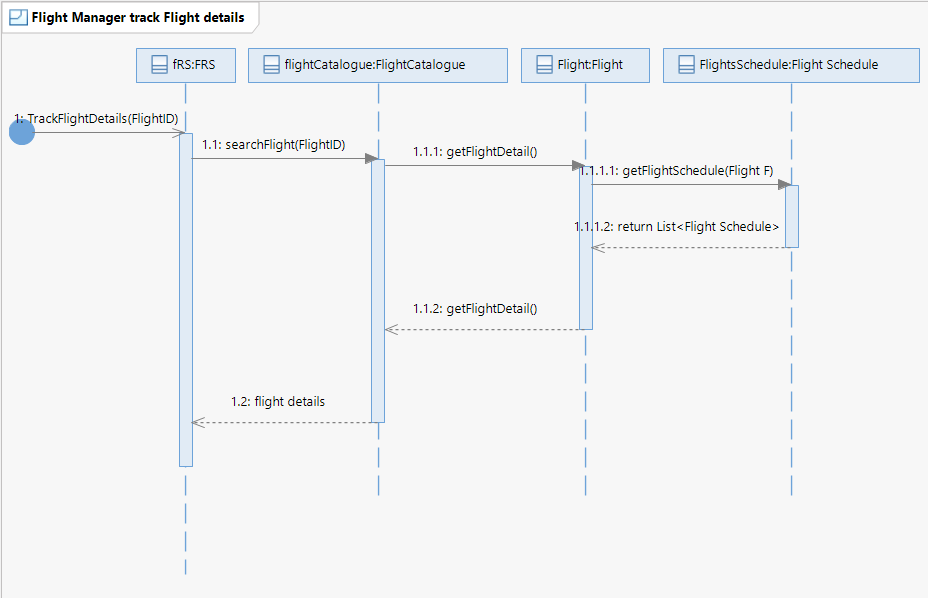 Flight Manager track Flight details
fRS:FRS
flightCatalogue:FlightCatalogue
Flight:Flight
FlightsSchedule:Flight Schedule
1: TrackFlightDetails(FlightID)
1.1: searchFlight(FlightID)
1.1.1: getFlightDetail()
1.1.1.1: getFlightSchedule(Flight F)
1.1.1.2: return List<Flight Schedule>
1.1.2: getFlightDetail()
1.2: flight details